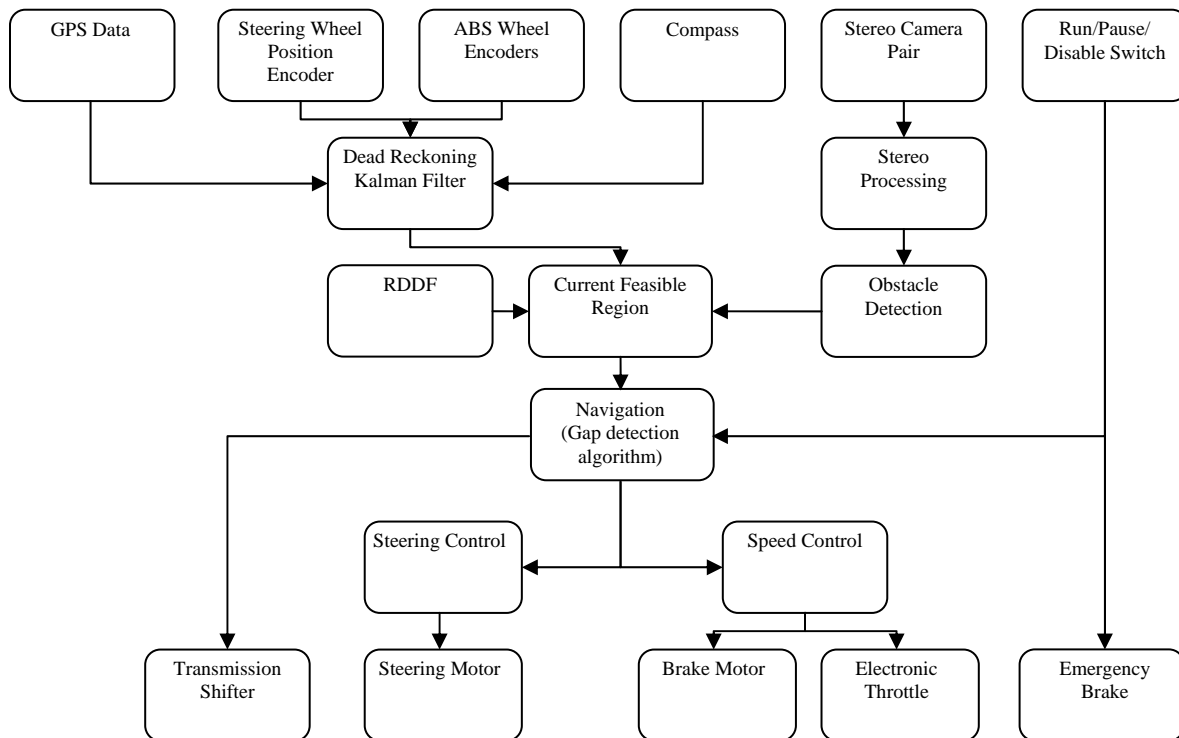 GPS Data
Steering Wheel
Position
Encoder
ABS Wheel
Encoders
Compass
Stereo Camera
Pair
Run/Pause/
Disable Switch
Dead Reckoning
Kalman Filter
Stereo
Processing
RDDF
Current Feasible
Region
Obstacle
Detection
Navigation
(Gap detection
algorithm)
Steering Control
Speed Control
Transmission
Shifter
Steering Motor
Brake Motor
Electronic
Throttle
Emergency
Brake